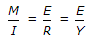 M/I = E/R = E/Y